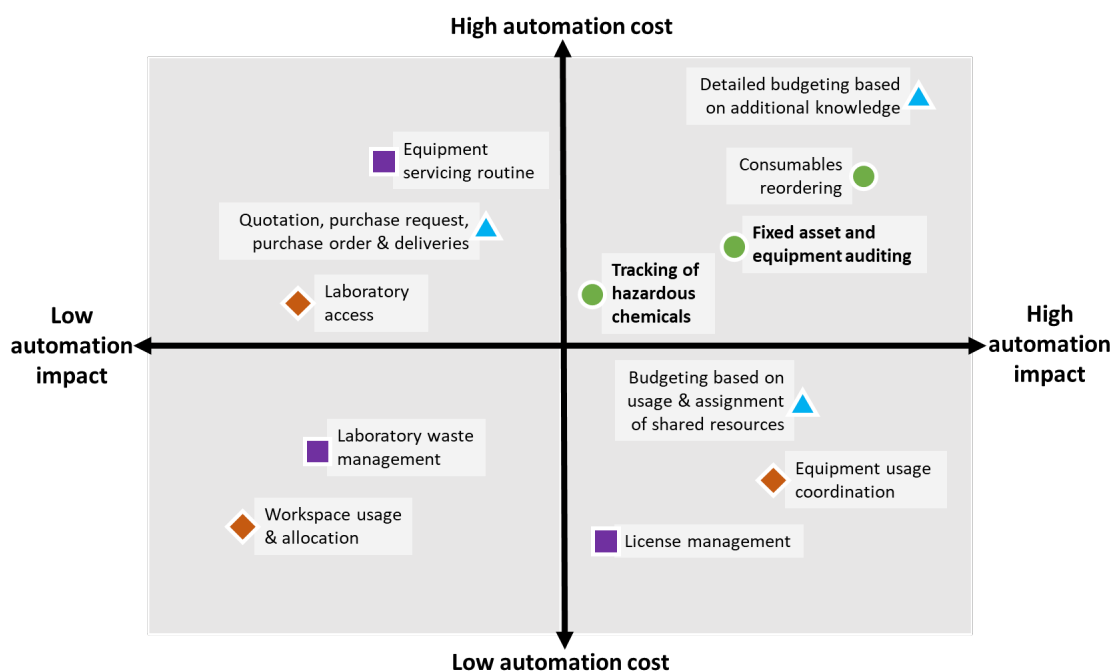 High automation cost
Detailed budgeting based
on additional knowledge
Equipment
servicing routine
Consumables
reordering
Quotation, purchase request,
purchase order & deliveries
Fixed asset and
equipment auditing
Tracking of
hazardous
chemicals
Laboratory
access
Low
automation
impact
High
automation
impact
Budgeting based on
usage & assignment
of shared resources
Laboratory waste
management
Equipment usage
coordination
Workspace usage
& allocation
License management
Low automation cost